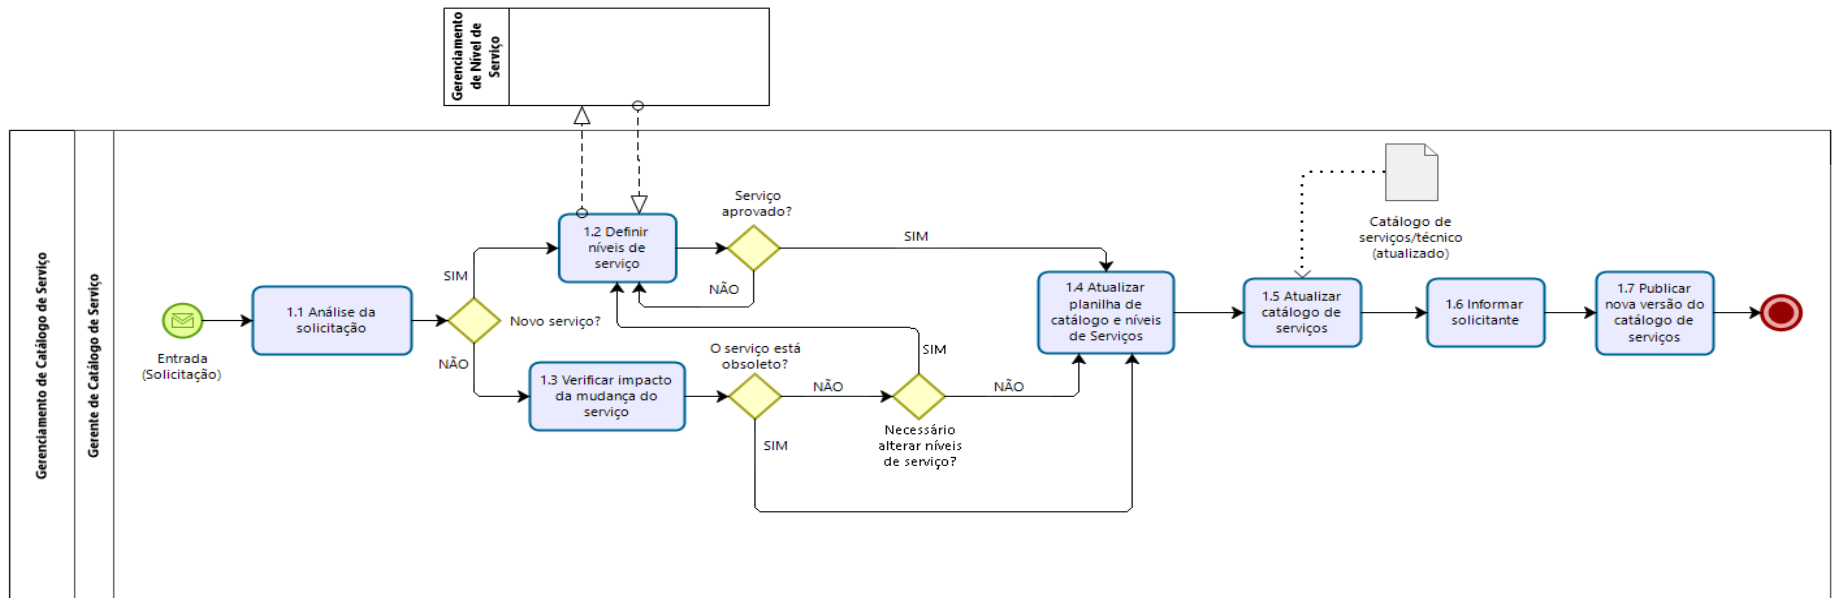 Gerenciamento
de Nível de
Serviço
Gerenciamento de Catálogo de Serviço
Gerente de Catálogo de Serviço
Entrada
(Solicitação)
1.1 Análise da
solicitação
Novo serviço?
SIM
NÃO
1.2 Definir
níveis de
serviço
Serviço
aprovado?
SIM
NÃO
1.3 Verificar impacto
da mudança do
serviço
O serviço está
obsoleto?
NÃO
SIM
Necessário
alterar níveis
de serviço?
SIM
NÃO
1.4 Atualizar
planilha de
catálogo e níveis
de Serviços
1.5 Atualizar
catálogo de
serviços
Catálogo de
serviços/técnico
(atualizado)
1.6 Informar
solicitante
1.7 Publicar
nova versão do
catálogo de
serviços